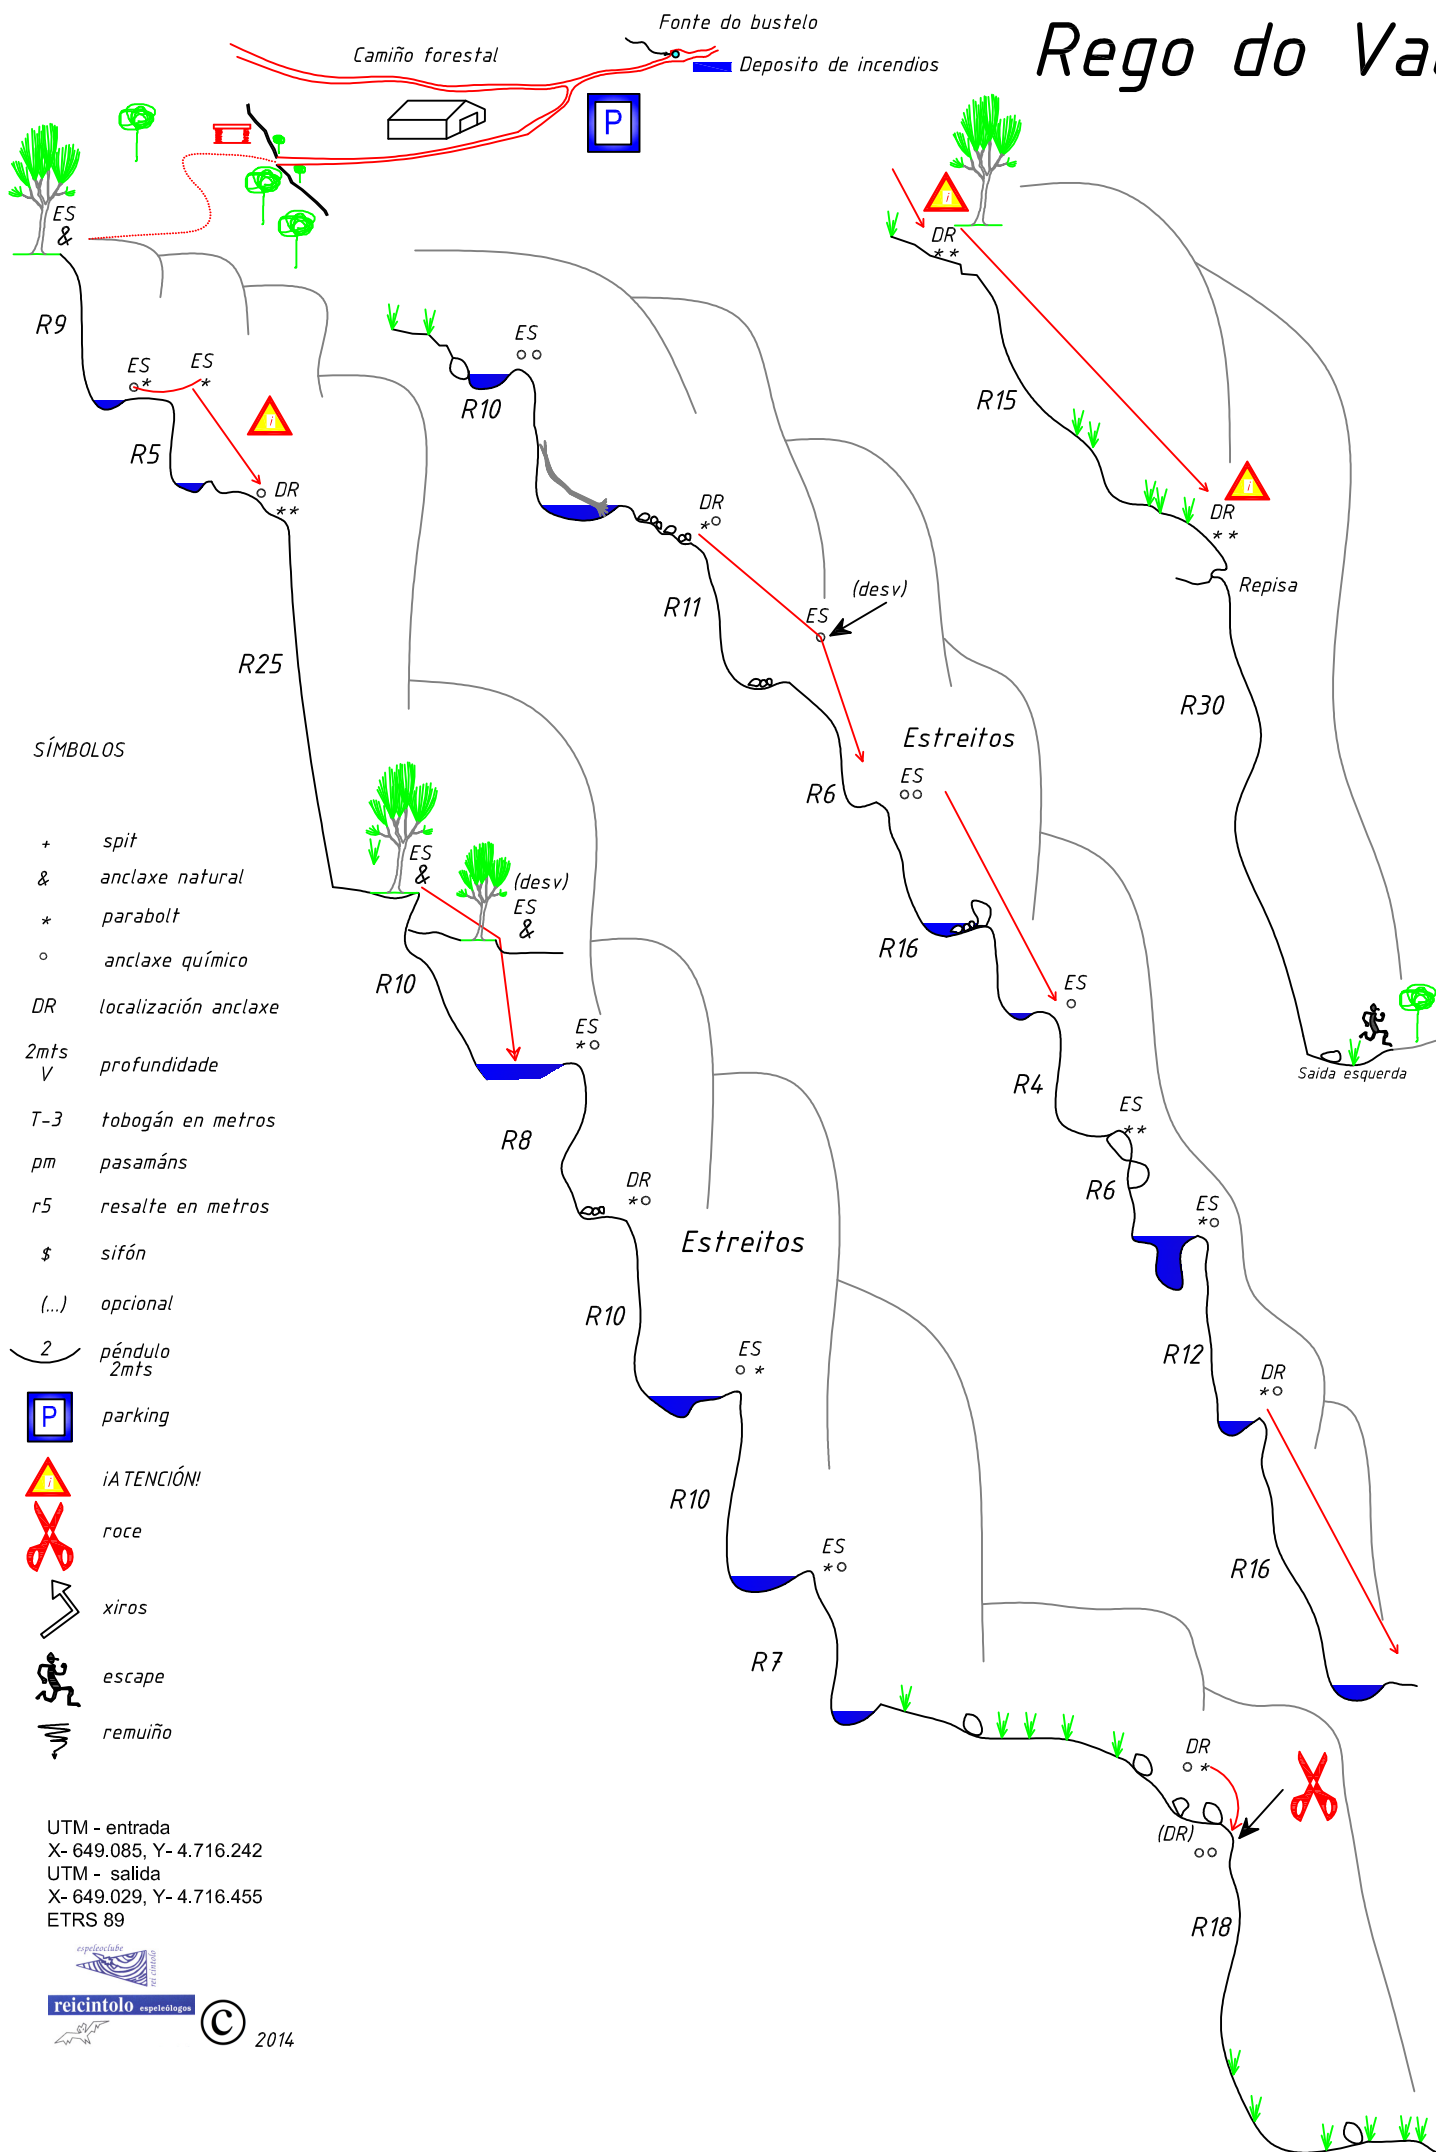 Fonte do bustelo
Camiño forestal
Deposito de incendios
Rego do
P
ES
&
R9
ES
*
ES
*
R5
DR
**
R25
ES
&
(desv)
ES
&
R10
ES
*
R8
DR
*
Estreitos
R10
ES
*
R10
ES
*
R7
DR
*
(DR)
R18
ES
R10
DR
*
R11
(desv)
ES
R6
Estreitos
ES
R16
ES
R4
ES
**
R6
ES
*
R12
DR
*
R16
DR
**
R15
DR
**
Repisa
R30
Saida esquerda
SÍMBOLOS
+ spit
& anclaxe natural
* parabolt
anclaxe químico
DR localización anclaxe
2mts
V profundidade
T-3 tobogán en metros
pm pasamáns
r5 resalte en metros
$ sifón
(...) opcional
2 péndulo
2mts
P parking
¡ATENCIÓN!
roce
xiros
escape
remuiño
UTM - entrada
X- 649.085, Y- 4.716.242
UTM - salida
X- 649.029, Y- 4.716.455
ETRS 89
espeleoclube
rei cintolo
reicintolo espeleólogos
© 2014